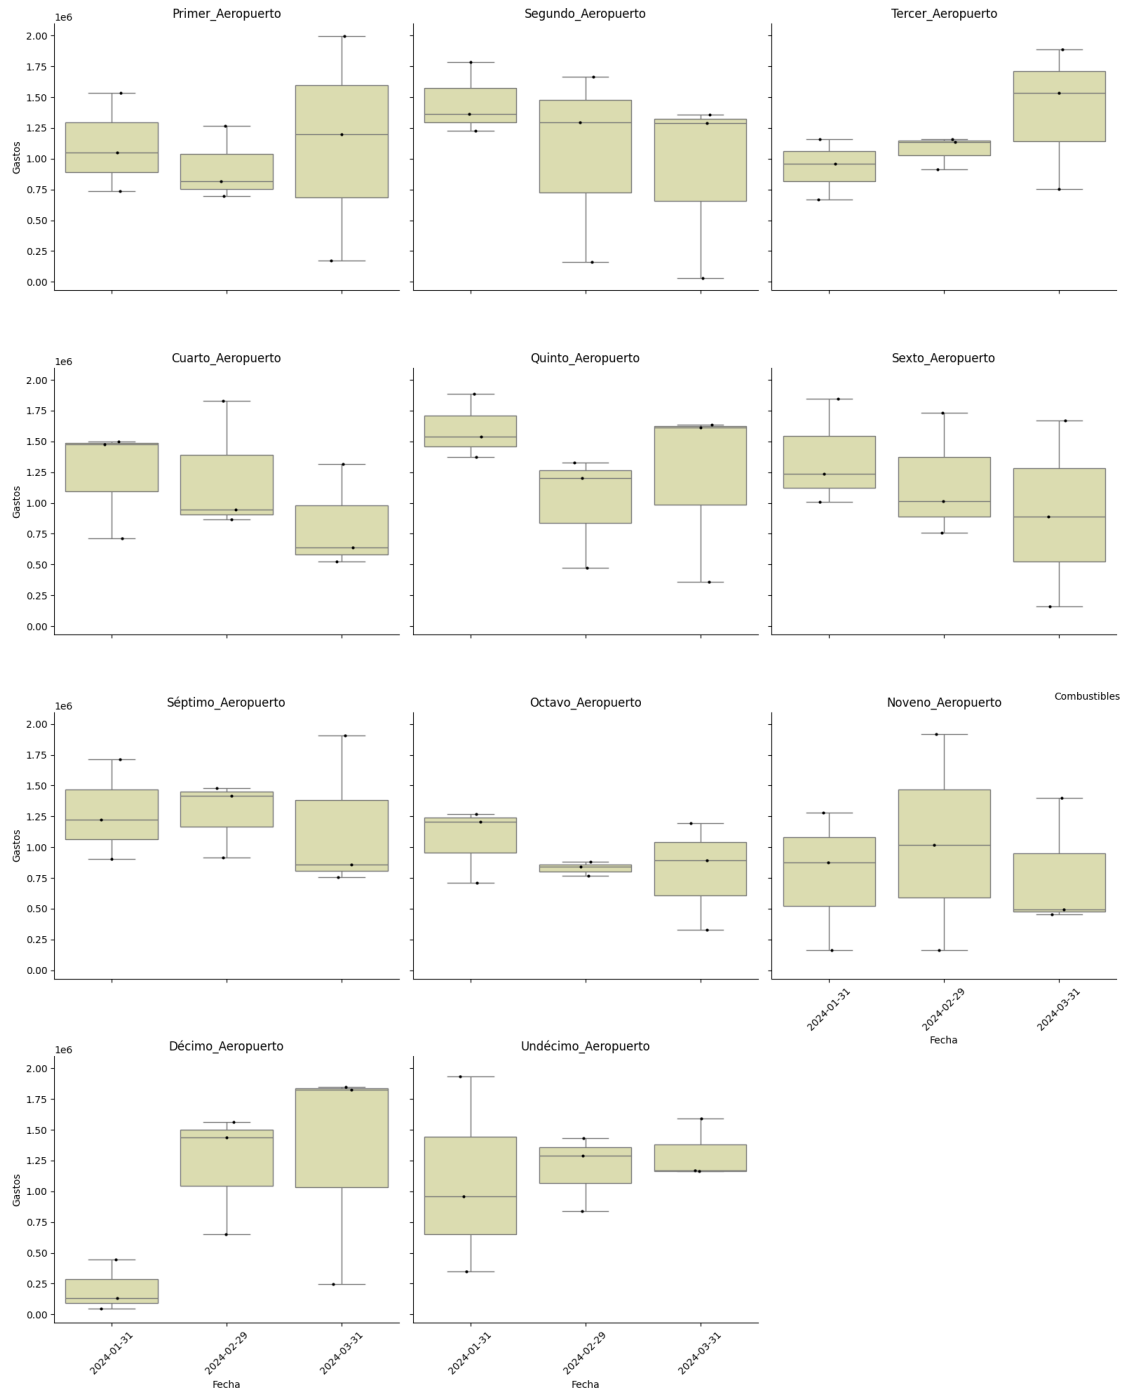 Primer_Aeropuerto
Segundo_Aeropuerto
Tercer_Aeropuerto
1e6
2.00
1.75
1.50
1.25
1.00
0.75
0.50
0.25
0.00
Gastos
Cuarto_Aeropuerto
Quinto_Aeropuerto
Sexto_Aeropuerto
1e6
2.00
1.75
1.50
1.25
1.00
0.75
0.50
0.25
0.00
Gastos
Combustibles
Séptimo_Aeropuerto
Octavo_Aeropuerto
Noveno_Aeropuerto
1e6
2.00
1.75
1.50
1.25
1.00
0.75
0.50
0.25
0.00
Gastos
2024-01-31
2024-02-29
2024-03-31
Fecha
Décimo_Aeropuerto
Undécimo_Aeropuerto
1e6
2.00
1.75
1.50
1.25
1.00
0.75
0.50
0.25
0.00
Gastos
2024-01-31
2024-02-29
2024-03-31
Fecha
2024-01-31
2024-02-29
2024-03-31
Fecha